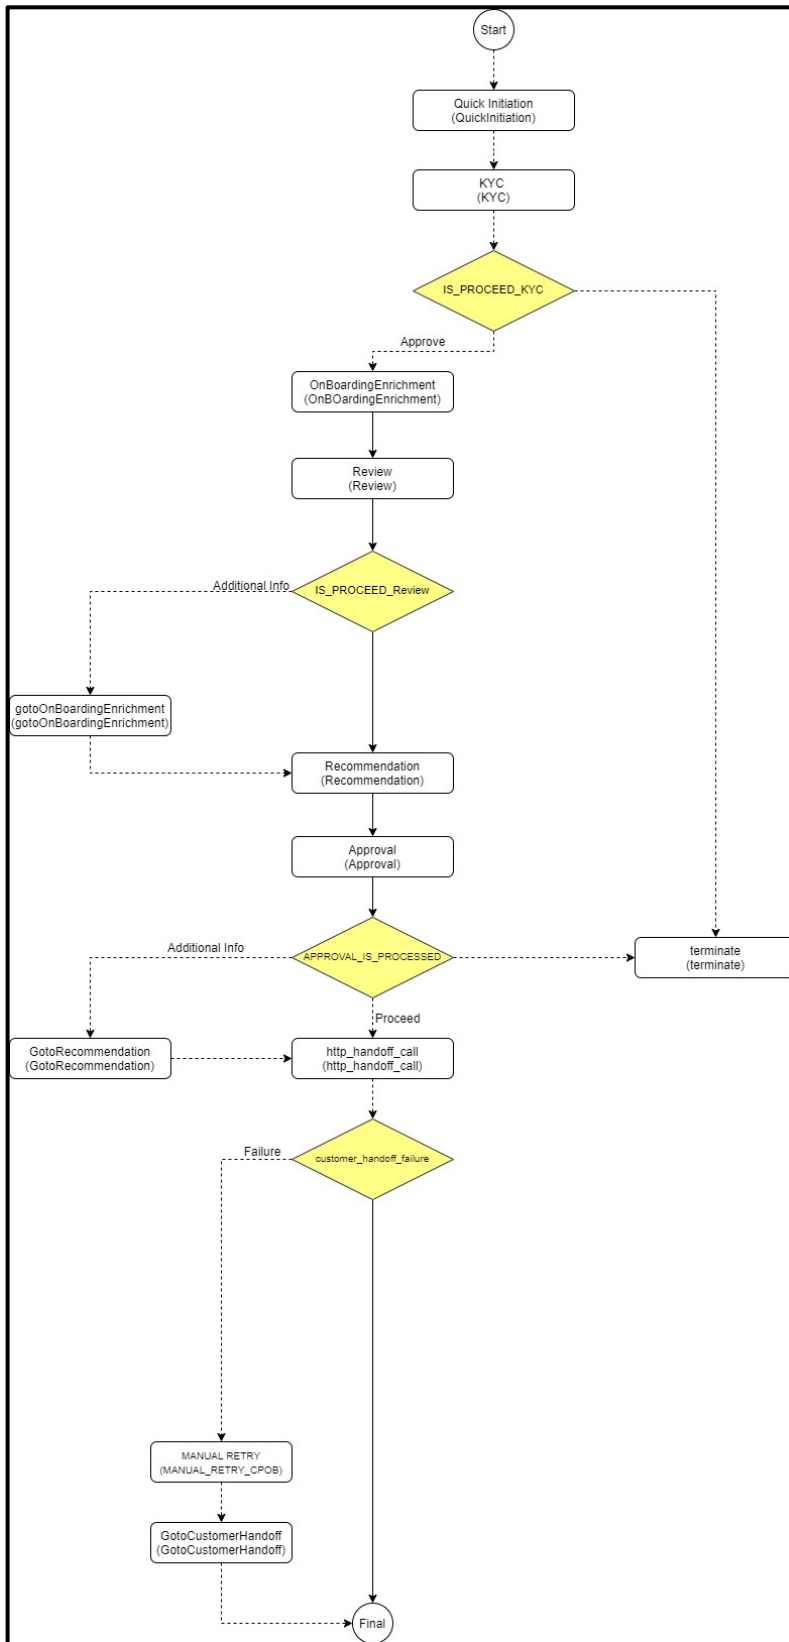 Start
Quick Initiation
(QuickInitiation)
KYC
(KYC)
IS_PROCEED_KYC
Approve
OnBoardingEnrichment
(OnBOardingEnrichment)
Review
(Review)
Additional Info
IS_PROCEED_Review
gotoOnBoardingEnrichment
(gotoOnBoardingEnrichment)
Recommendation
(Recommendation)
Approval
(Approval)
Additional Info
APPROVAL_IS_PROCESSED
terminate
(terminate)
Proceed
GotoRecommendation
(GotoRecommendation)
http_handoff_call
(http_handoff_call)
Failure
customer_handoff_failure
MANUAL RETRY
(MANUAL_RETRY_CPOB)
GotoCustomerHandoff
(GotoCustomerHandoff)
Final